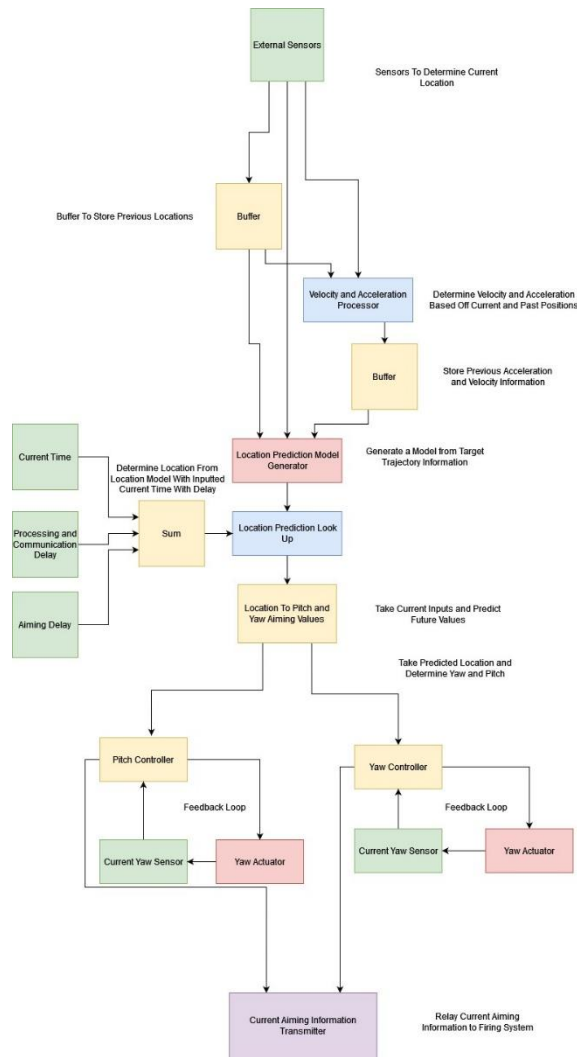 External Sensors
Sensors To Determine Current
Location
Buffer To Store Previous Locations
Buffer
Velocity and Acceleration
Processor
Determine Velocity and Acceleration
Based Off Current and Past Positions
Buffer
Store Previous Acceleration
and Velocity Information
Current Time
Determine Location From
Location Model With Inputted
Current Time With Delay
Location Prediction Model
Generator
Generate a Model from Target
Trajectory Information
Processing and
Communication
Delay
Sum
Location Prediction Look
Up
Aiming Delay
Location To Pitch and
Yaw Aiming Values
Take Current Inputs and Predict
Future Values
Take Predicted Location and
Determine Yaw and Pitch
Pitch Controller
Yaw Controller
Feedback Loop
Feedback Loop
Current Yaw Sensor
Yaw Actuator
Current Yaw Sensor
Yaw Actuator
Current Aiming Information
Transmitter
Relay Current Aiming
Information to Firing System